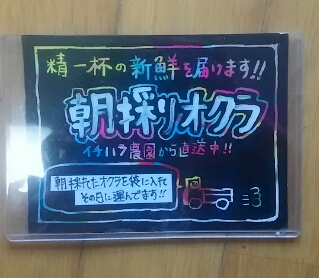 精一杯の新鮮を届けます!!
朝採りオクラ
イチハラ農園から直送中!!
朝採れたオクラを袋に入れて
その日に運んでます!!